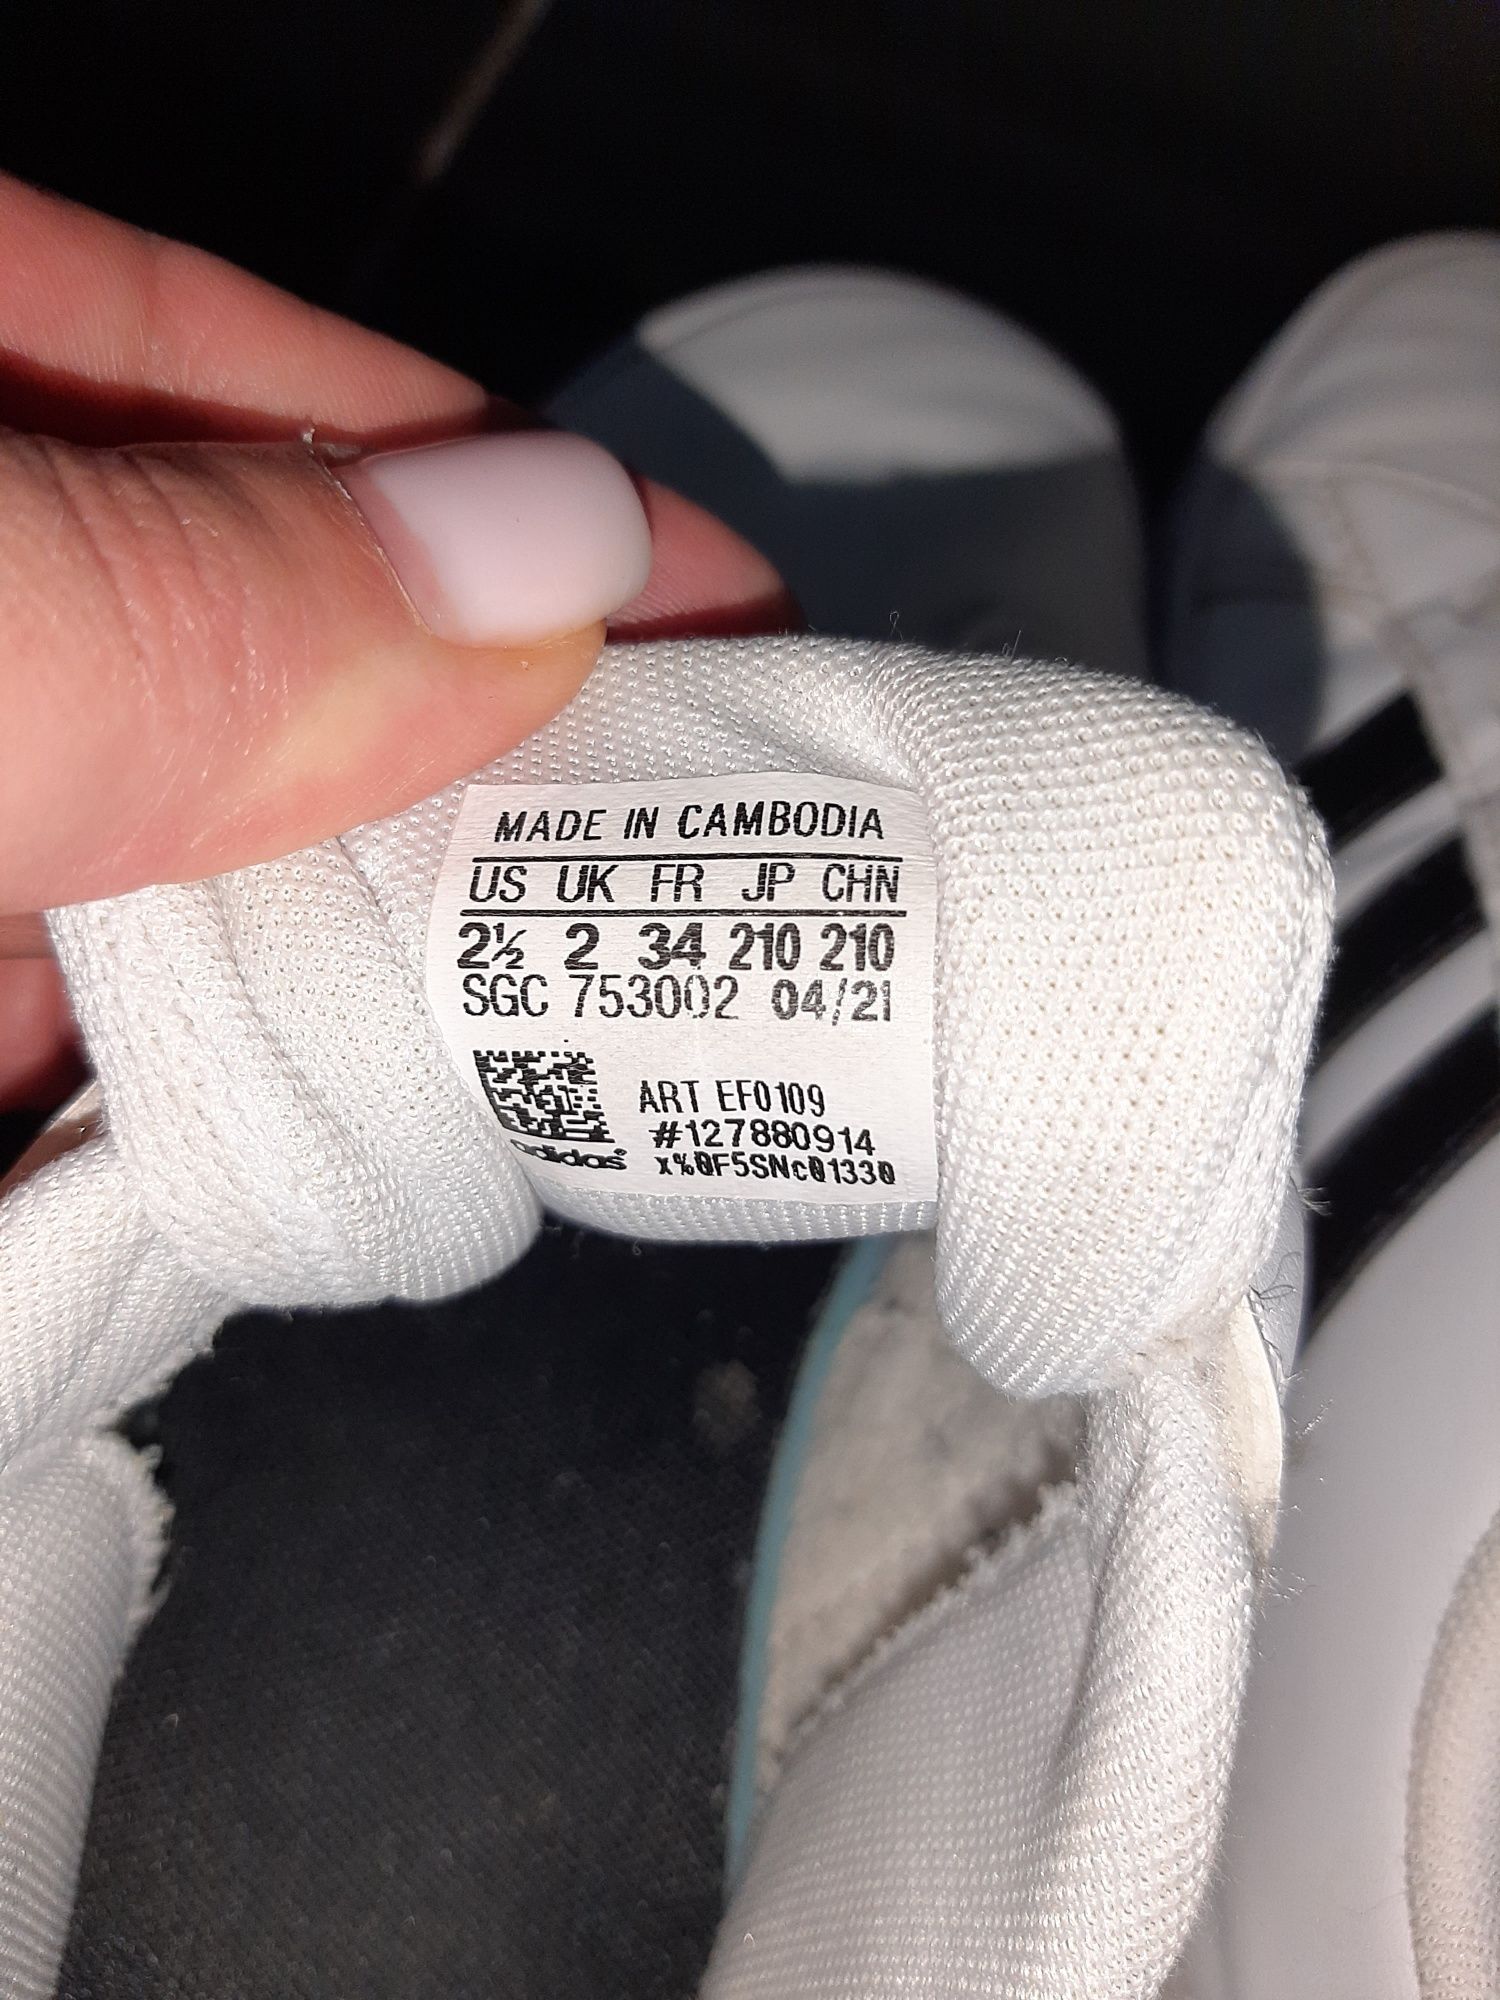 MADE IN CAMBODIA
US UK FR JP CHN
2½ 2 34 210 210
SGC 753002 04/21
ART EF0109
#127880914
adidas® x%0F5SNc01330